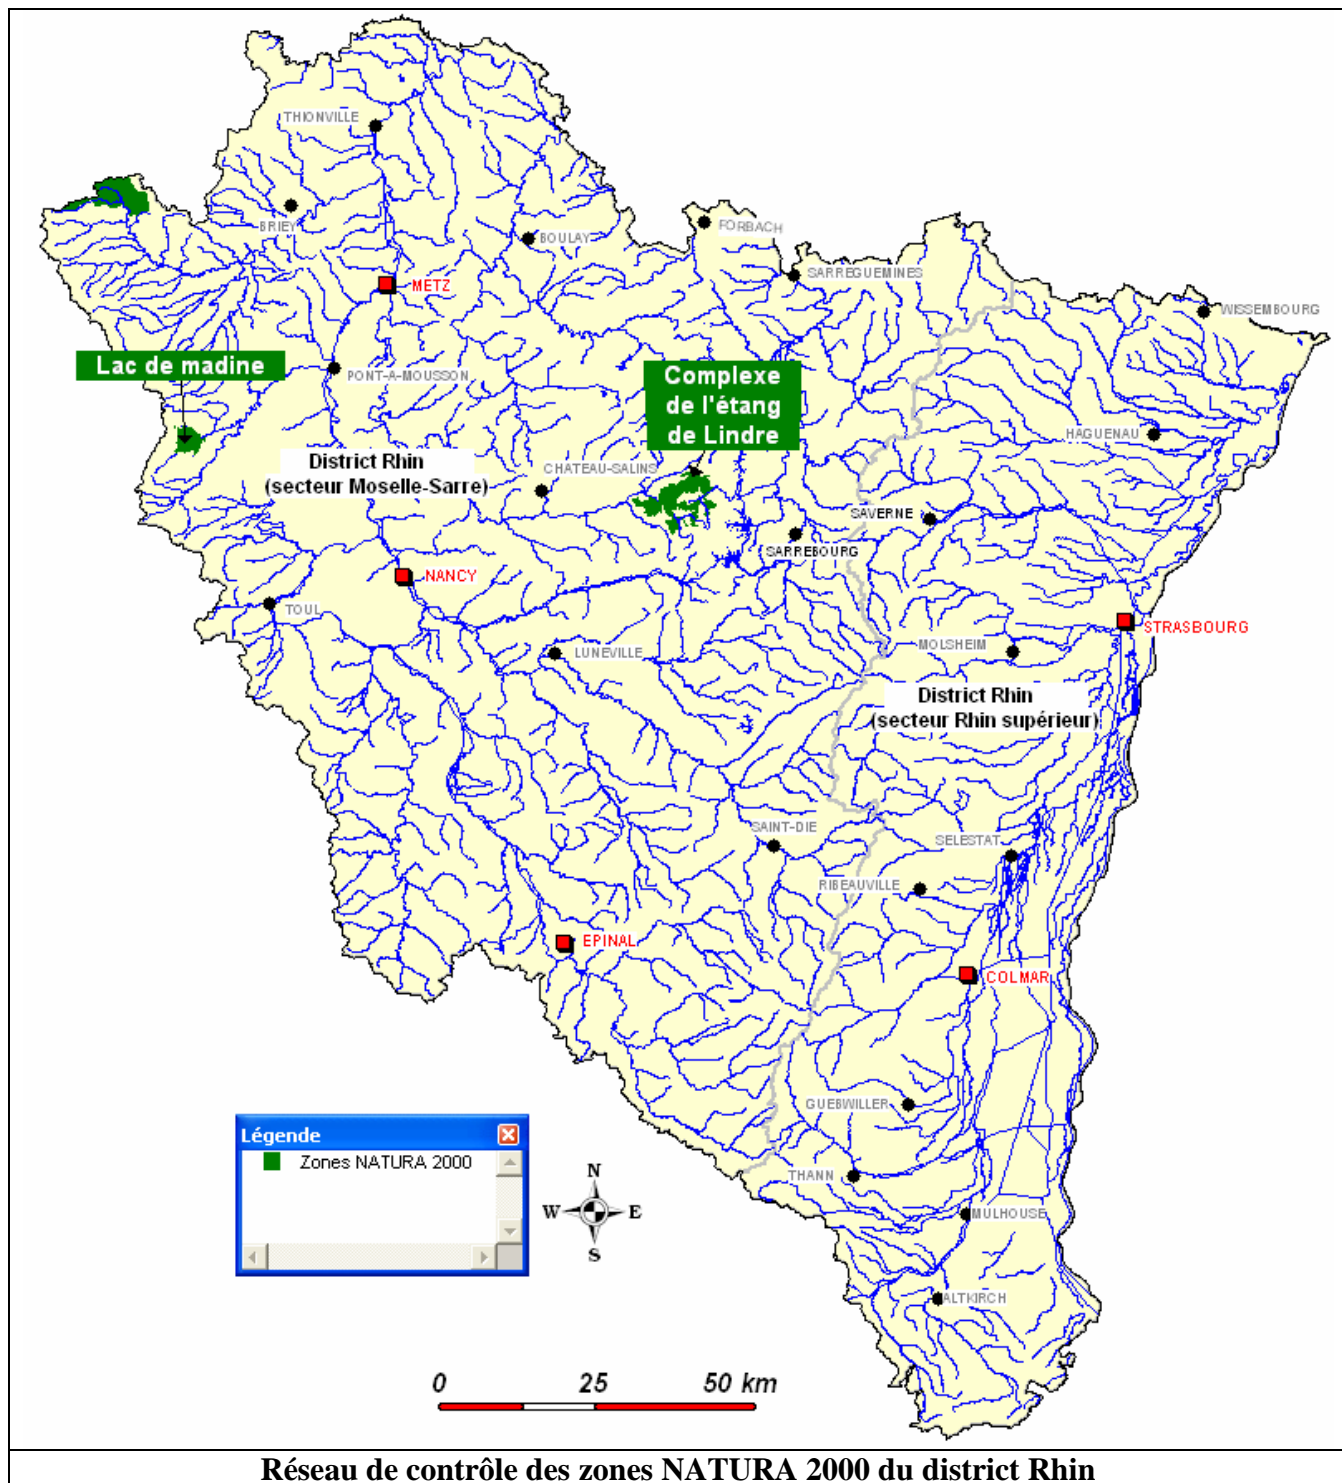 THIONVILLE
BRIEY
BOULAY
FORBACH
SARREGUEMINES
METZ
WISSEMBOURG
Lac de madine
PONT-A-MOUSSON
Complexe
de l'étang
de Lindre
HAGUENAU
District Rhin
(secteur Moselle-Sarre)
CHATEAU-SALINS
SAVERNE
SARREBOURG
NANCY
TOUL
STRASBOURG
LUNEVILLE
MOLSHEIM
District Rhin
(secteur Rhin supérieur)
SAINT-DIE
SELESTAT
RIBEAUVILLE
EPINAL
COLMAR
GUEBWILLER
Légende
Zones NATURA 2000
N
W
E
S
THANN
MULHOUSE
ALTKIRCH
0 25 50 km
Réseau de contrôle des zones NATURA 2000 du district Rhin